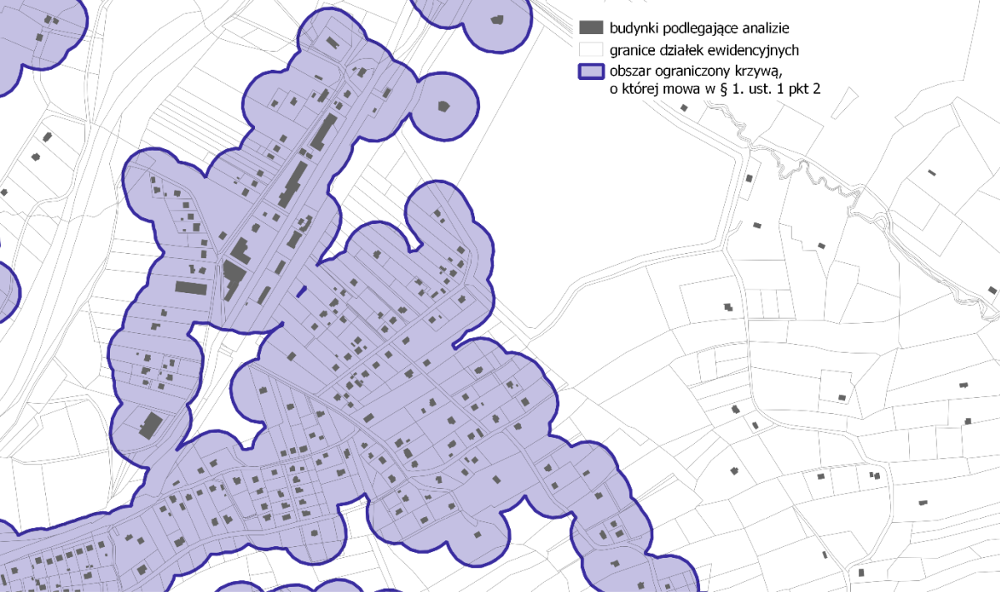 budynki podlegające analizie
granice działek ewidencyjnych
obszar ograniczony krzywą,
o której mowa w § 1. ust. 1 pkt 2